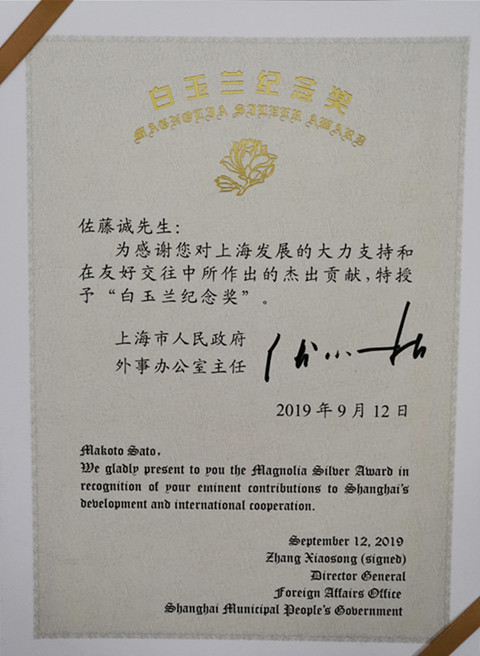 白玉兰纪念奖
MAGNOLIA SILVER AWARD
佐藤诚先生：
为感谢您对上海发展的大力支持和
在友好交往中所作出的杰出贡献，特授
予“白玉兰纪念奖”。
上海市人民政府
外事办公室主任
2019年9月12日
Makoto Sato,
We gladly present to you the Magnolia Silver Award in
recognition of your eminent contributions to Shanghai's
development and international cooperation.
September 12, 2019
Zhang Xiaosong (signed)
Director General
Foreign Affairs Office
Shanghai Municipal People's Government